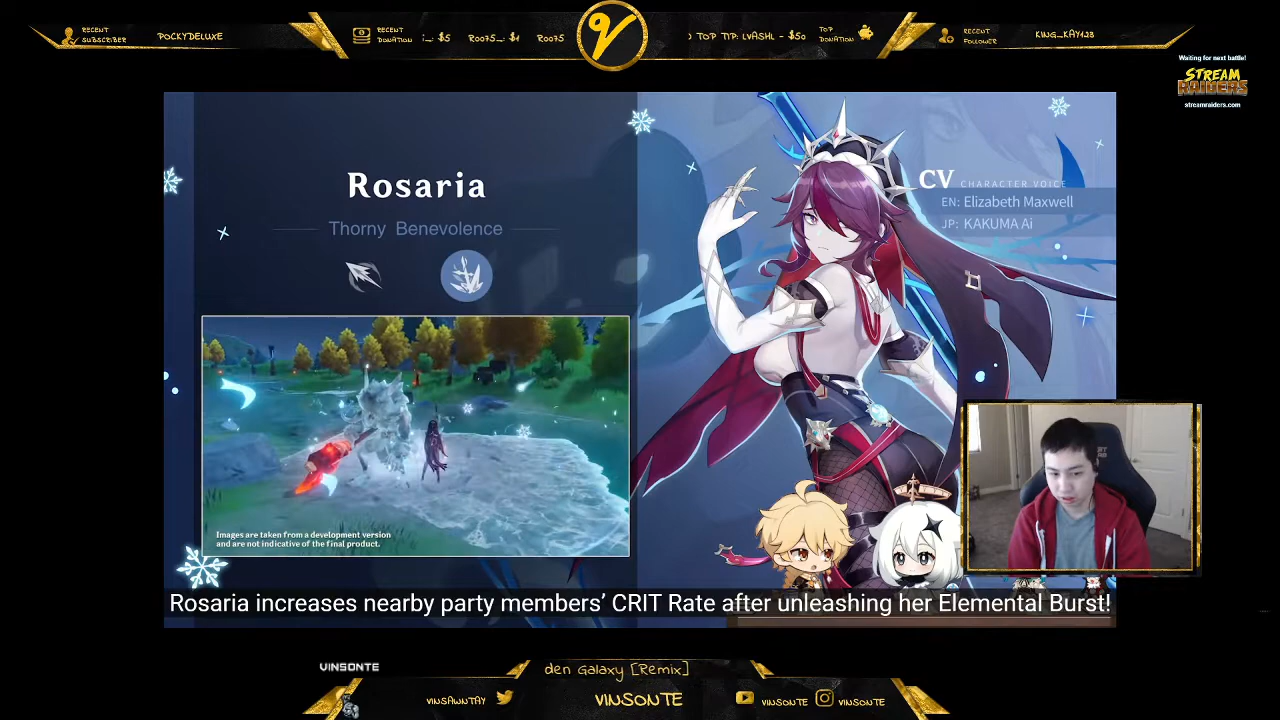 RECENT
SUBSCRIBER
POCKYDELUXE
RECENT
DONATION
$5 Roo75_: $1 Roo75
TOP TIP: LVASHL - $50
TOP
DONATION
RECENT
FOLLOWER
KING_KAY423
Waiting for next battle!
STREAM
RAIDERS
streamraiders.com
Rosaria
Thorny Benevolence
CV CHARACTER VOICE
EN: Elizabeth Maxwell
JP: KAKUMA Ai
Images are taken from a development version
and are not indicative of the final product.
Rosaria increases nearby party members’ CRIT Rate after unleashing her Elemental Burst!
VINSONTE
den Galaxy [Remix]
VINSAWNTAY
VINSONTE
VINSONTE
VINSONTE